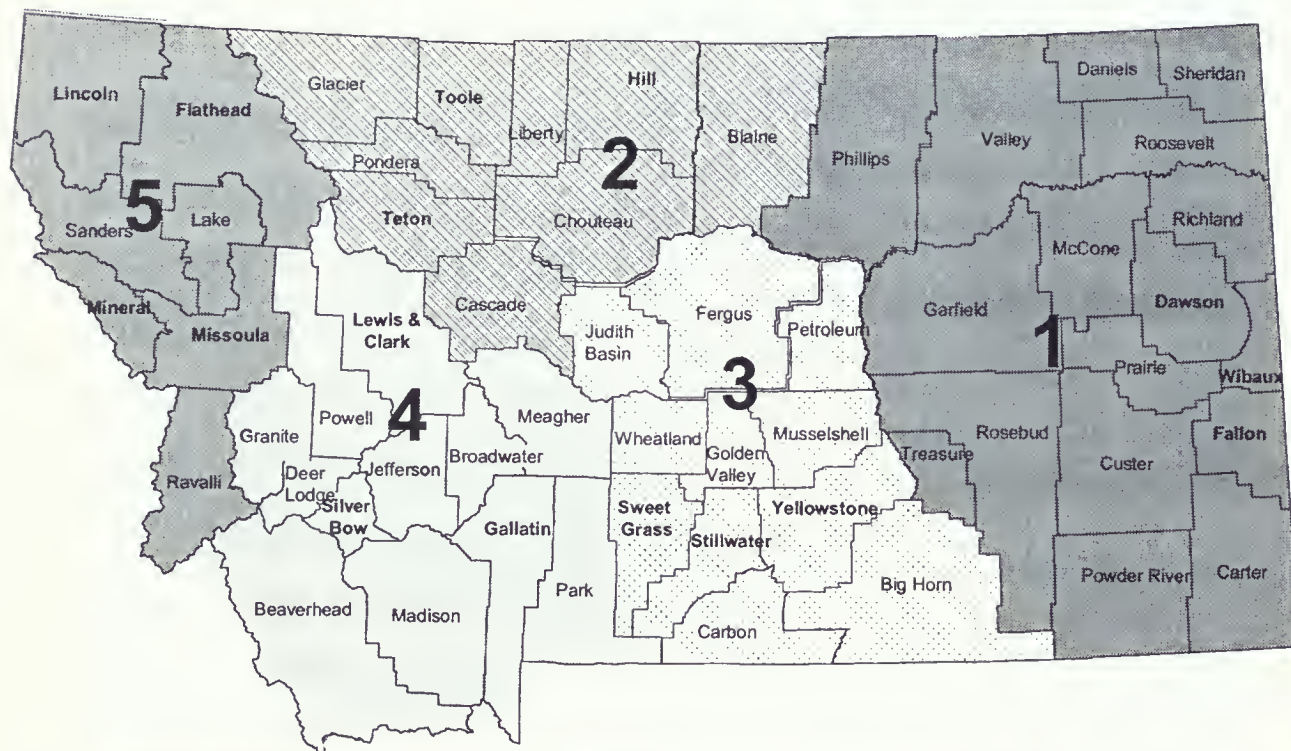 Lincoln
Flathead
Glacier
Toole
Liberty
Hill
Blaine
Phillips
Valley
Daniels
Sheridan
Roosevelt
Pondera
2
Teton
Chouteau
5
Sanders
Lake
Richland
McCone
Mineral
Missoula
Lewis &
Clark
Cascade
Judith
Basin
Fergus
Petroleum
Garfield
1
Dawson
Prairie
Wibaux
3
4
Powell
Granite
Meagher
Wheatland
Golden
Valley
Musselshell
Rosebud
Treasure
Custer
Fallon
Ravalli
Deer
Lodge
Silver
Bow
Jefferson
Broadwater
Gallatin
Sweet
Grass
Stillwater
Yellowstone
Big Horn
Powder River
Carter
Beaverhead
Madison
Park
Carbon